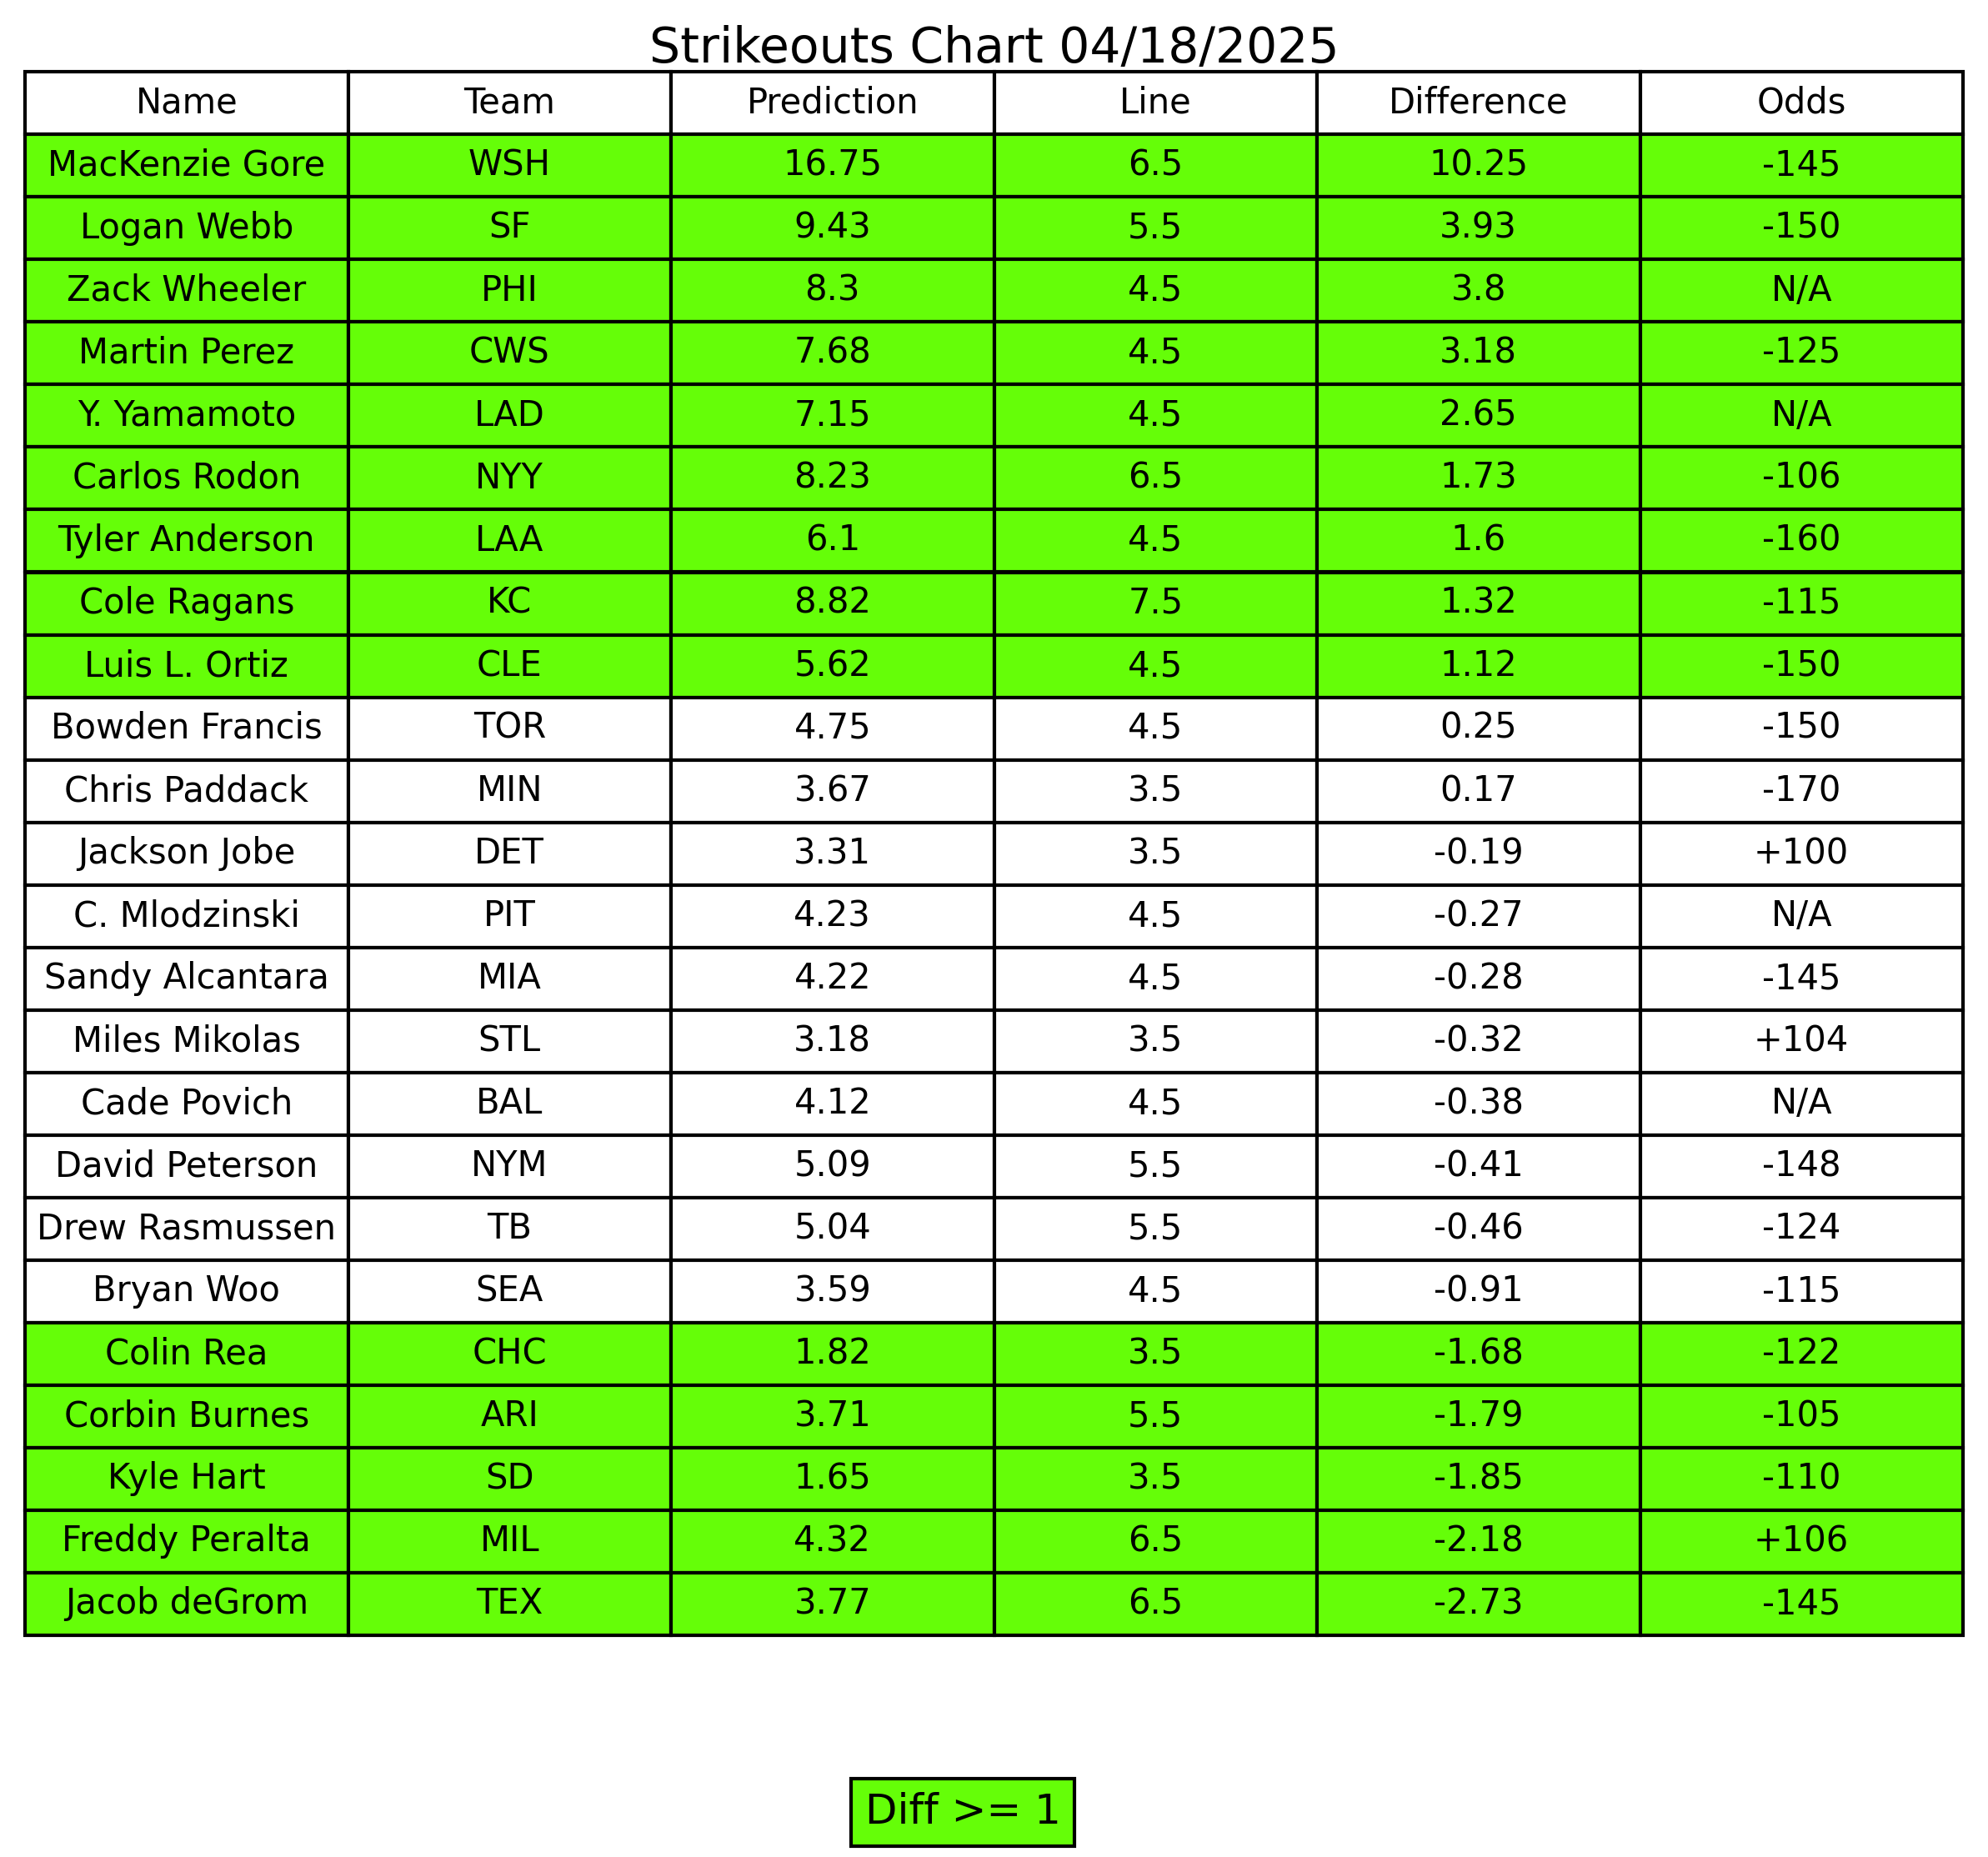 Strikeouts Chart 04/18/2025
Name Team Prediction Line Difference Odds
MacKenzie Gore WSH 16.75 6.5 10.25 -145
Logan Webb SF 9.43 5.5 3.93 -150
Zack Wheeler PHI 8.3 4.5 3.8 N/A
Martin Perez CWS 7.68 4.5 3.18 -125
Y. Yamamoto LAD 7.15 4.5 2.65 N/A
Carlos Rodon NYY 8.23 6.5 1.73 -106
Tyler Anderson LAA 6.1 4.5 1.6 -160
Cole Ragans KC 8.82 7.5 1.32 -115
Luis L. Ortiz CLE 5.62 4.5 1.12 -150
Bowden Francis TOR 4.75 4.5 0.25 -150
Chris Paddack MIN 3.67 3.5 0.17 -170
Jackson Jobe DET 3.31 3.5 -0.19 +100
C. Mlodzinski PIT 4.23 4.5 -0.27 N/A
Sandy Alcantara MIA 4.22 4.5 -0.28 -145
Miles Mikolas STL 3.18 3.5 -0.32 +104
Cade Povich BAL 4.12 4.5 -0.38 N/A
David Peterson NYM 5.09 5.5 -0.41 -148
Drew Rasmussen TB 5.04 5.5 -0.46 -124
Bryan Woo SEA 3.59 4.5 -0.91 -115
Colin Rea CHC 1.82 3.5 -1.68 -122
Corbin Burnes ARI 3.71 5.5 -1.79 -105
Kyle Hart SD 1.65 3.5 -1.85 -110
Freddy Peralta MIL 4.32 6.5 -2.18 +106
Jacob deGrom TEX 3.77 6.5 -2.73 -145
Diff >= 1